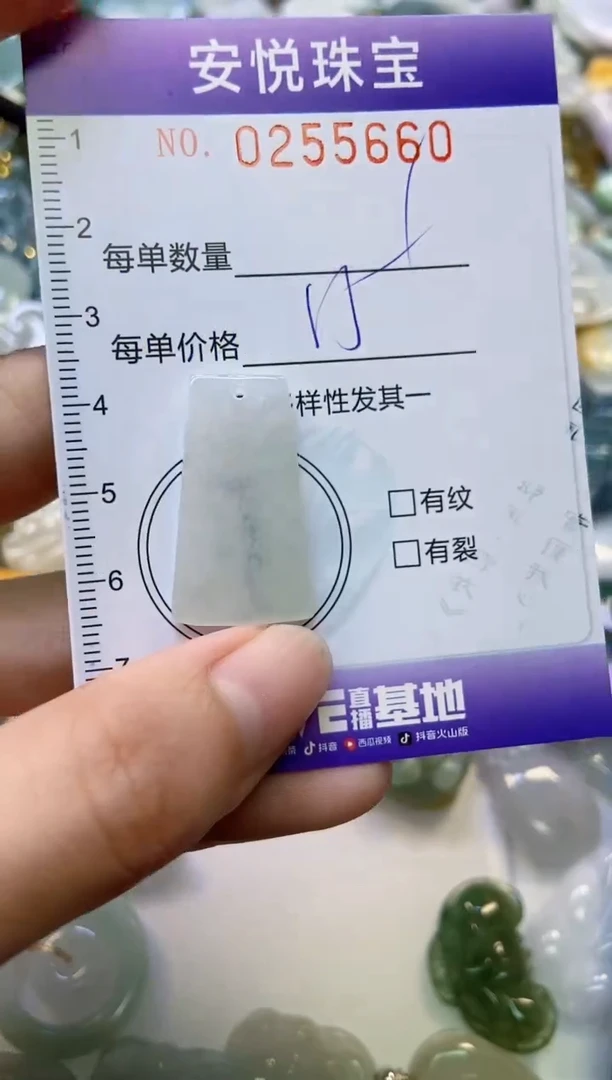 安悦珠宝
NO. 0255660
1
2
每单数量
3
每单价格
4
样性发其一
5
□有纹
□有裂
6
直播基地
抖音 西瓜视频 抖音火山版